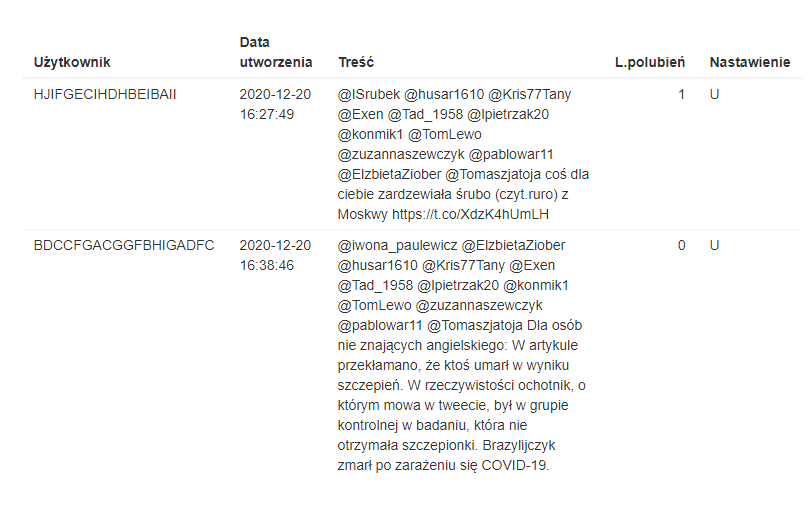 Użytkownik Data utworzenia Treść L.polubień Nastawienie
HJIFGECIHDHBEIBAII 2020-12-20 @ISrubek @husar1610 @Kris77Tany 1 U
16:27:49 @Exen @Tad_1958 @lpietrzak20
@konmik1 @TomLewo
@zuzannaszewczyk @pablowar11
@ElzbietaZiober @Tomaszjatoja coś dla
ciebie zardzewiała śrubo (czyt.ruro) z
Moskwy https://t.co/XdzK4hUmLH
BDCCFGACGGFBHIGADFC 2020-12-20 @iwona_paulewicz @ElzbietaZiober 0 U
16:38:46 @husar1610 @Kris77Tany @Exen
@Tad_1958 @lpietrzak20 @konmik1
@TomLewo @zuzannaszewczyk
@pablowar11 @Tomaszjatoja Dla osób
nie znających angielskiego: W artykule
przekłamano, że ktoś umarł w wyniku
szczepień. W rzeczywistości ochotnik, o
którym mowa w tweecie, był w grupie
kontrolnej w badaniu, która nie
otrzymała szczepionki. Brazylijczyk
zmarł po zarażeniu się COVID-19.